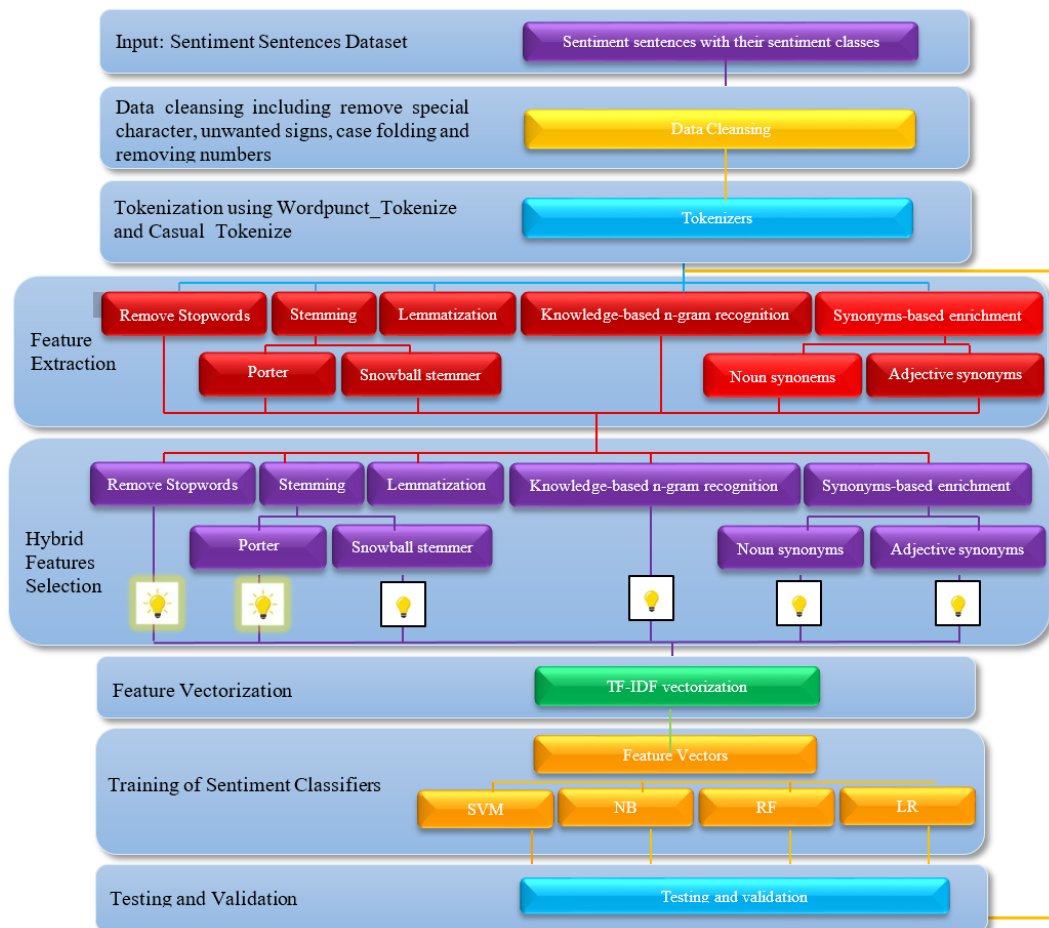 Input: Sentiment Sentences Dataset
Sentiment sentences with their sentiment classes
Data cleansing including remove special
character, unwanted signs, case folding and
removing numbers
Data Cleansing
Tokenization using Wordpunct_Tokenize
and Casual Tokenize
Tokenizers
Feature
Extraction
Remove Stopwords
Stemming
Lemmatization
Knowledge-based n-gram recognition
Synonyms-based enrichment
Porter
Snowball stemmer
Noun synonems
Adjective synonyms
Hybrid
Features
Selection
Remove Stopwords
Stemming
Lemmatization
Knowledge-based n-gram recognition
Synonyms-based enrichment
Porter
Snowball stemmer
Noun synonyms
Adjective synonyms
Feature Vectorization
TF-IDF vectorization
Training of Sentiment Classifiers
Feature Vectors
SVM
NB
RF
LR
Testing and Validation
Testing and validation